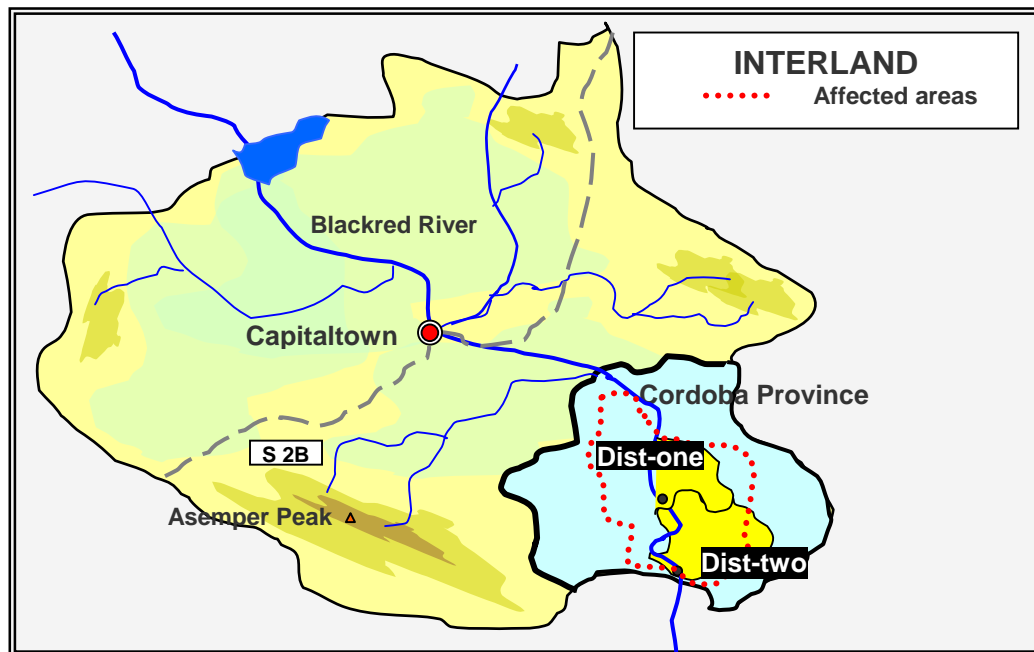 INTERLAND
Affected areas
Blackred River
Capitaltown
Cordoba Province
S 2B
Dist-one
Asemper Peak
Dist-two